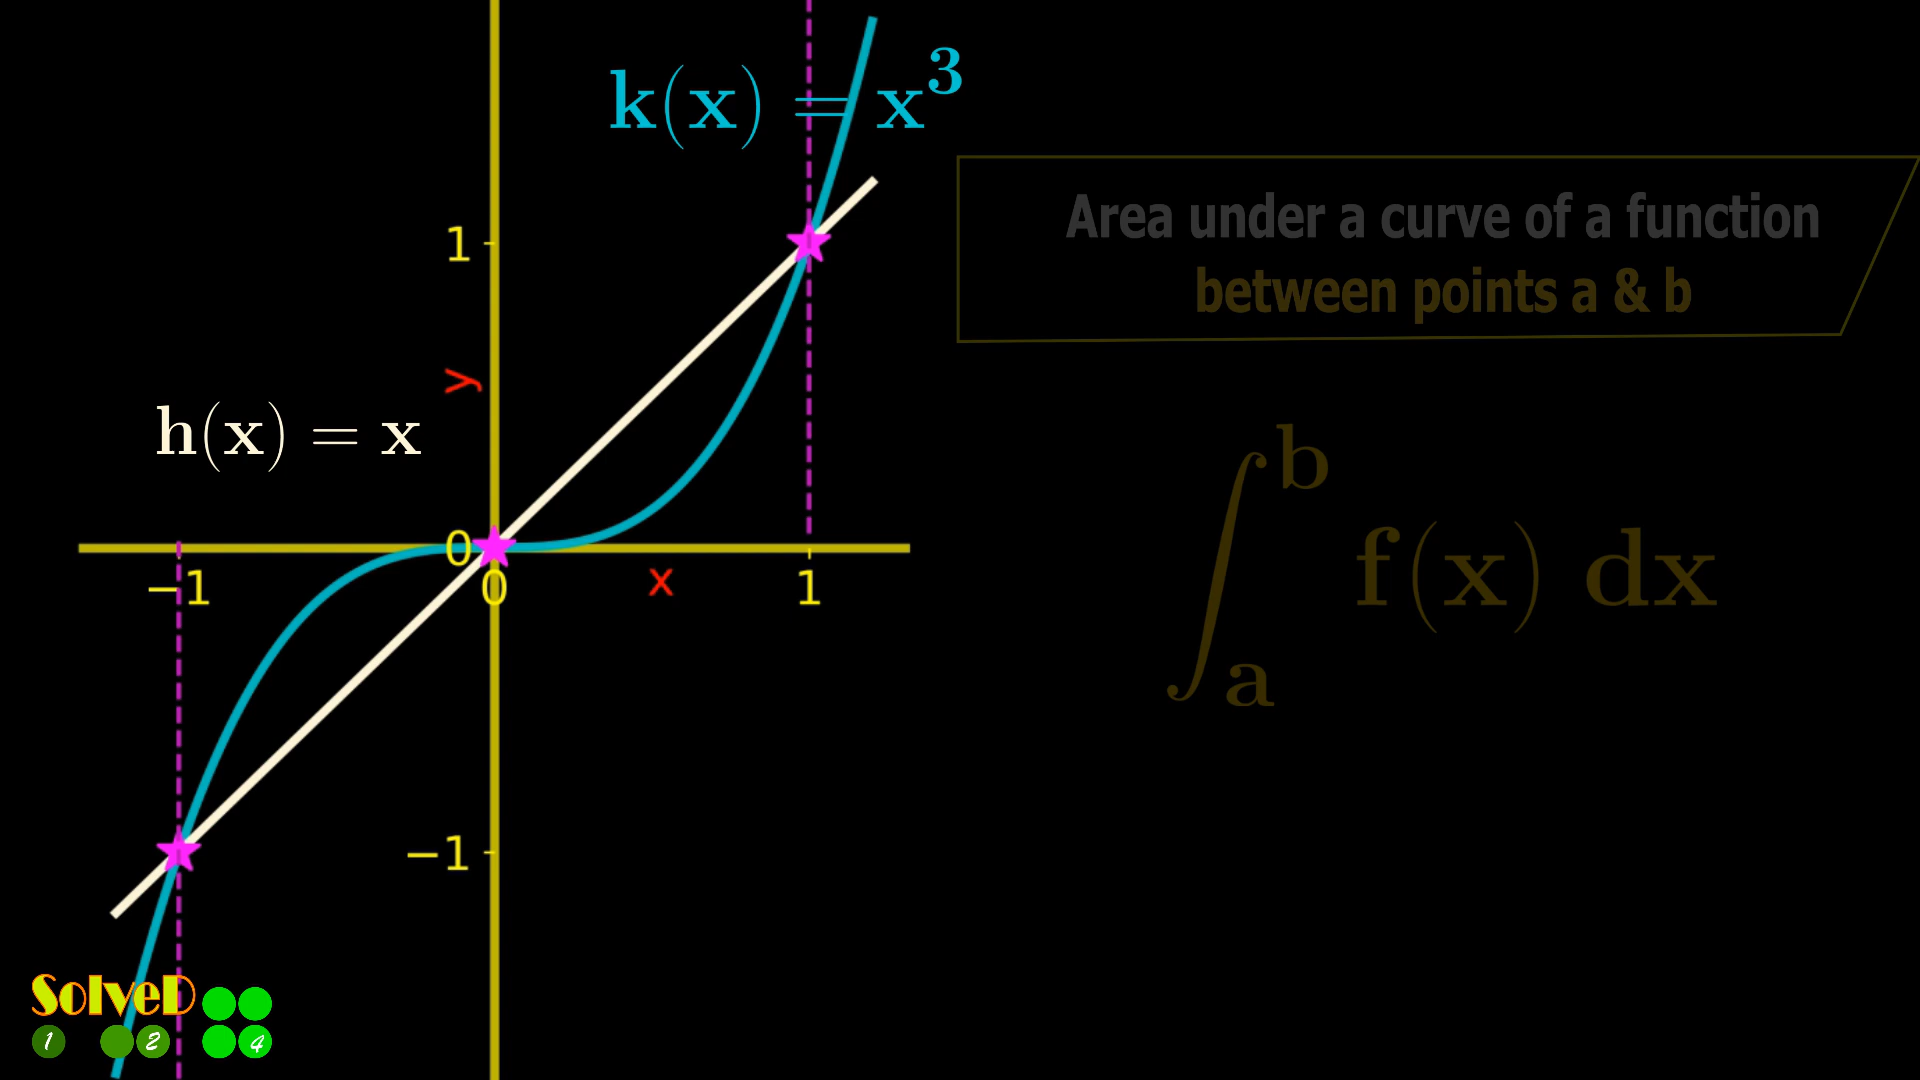 k(x) = x³
Area under a curve of a function
between points a & b
1
y
h(x) = x
∫ₐᵇ f(x) dx
0
−1
0
x
1
−1
SolveD
1 2 4